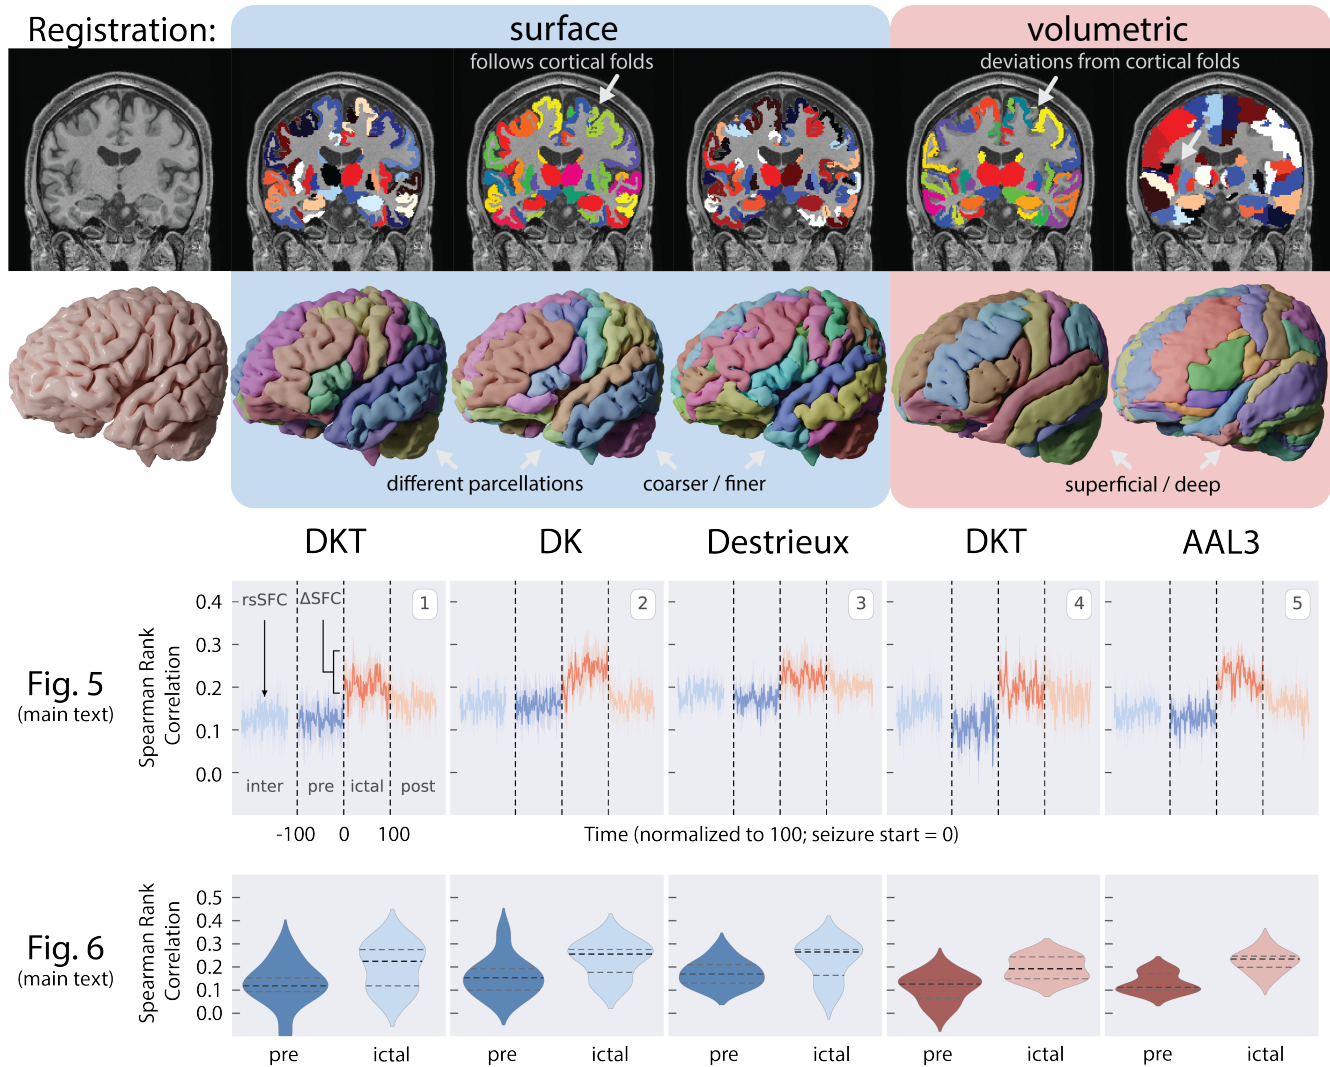 Registration: surface volumetric
follows cortical folds deviations from cortical folds
different parcellations coarser / finer superficial / deep
DKT DK Destrieux DKT AAL3
Fig. 5
(main text)
Spearman Rank
Correlation
0.4
0.3
0.2
0.1
0.0
rsSFC ΔSFC 1 2 3 4 5
inter pre ictal post
-100 0 100 Time (normalized to 100; seizure start = 0)
Fig. 6
(main text)
Spearman Rank
Correlation
0.5
0.4
0.3
0.2
0.1
0.0
pre ictal pre ictal pre ictal pre ictal pre ictal